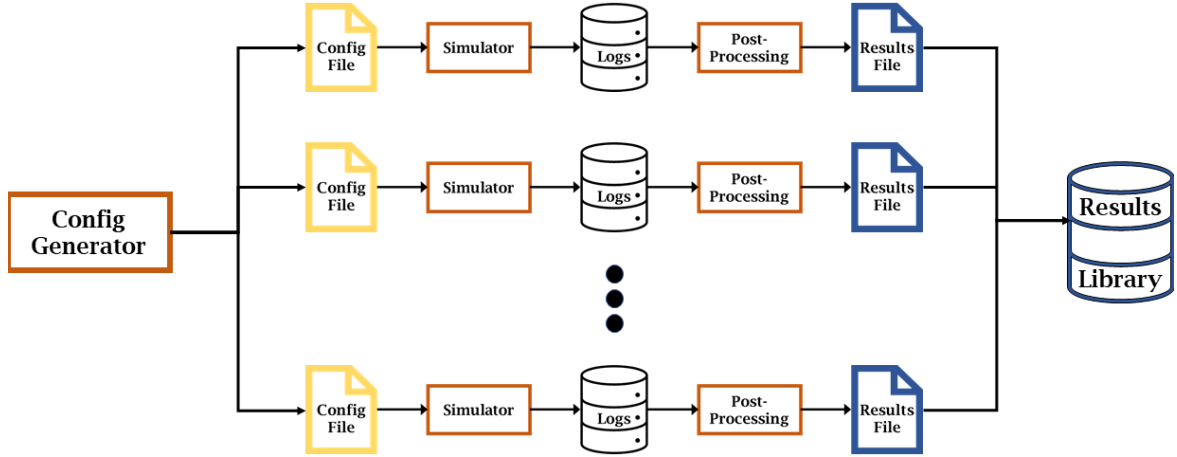 Config
File
Simulator
Logs
Post-
Processing
Results
File
Config
File
Simulator
Logs
Post-
Processing
Results
File
Config
Generator
Results
Library
Config
File
Simulator
Logs
Post-
Processing
Results
File